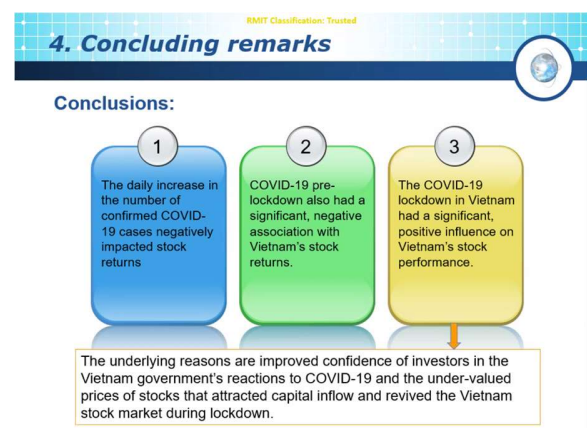 RMIT Classification: Trusted
4. Concluding remarks
Conclusions:
1
The daily increase in
the number of
confirmed COVID-
19 cases negatively
impacted stock
returns
2
COVID-19 pre-
lockdown also had a
significant, negative
association with
Vietnam's stock
returns.
3
The COVID-19
lockdown in Vietnam
had a significant,
positive influence on
Vietnam's stock
performance.
The underlying reasons are improved confidence of investors in the
Vietnam government's reactions to COVID-19 and the under-valued
prices of stocks that attracted capital inflow and revived the Vietnam
stock market during lockdown.